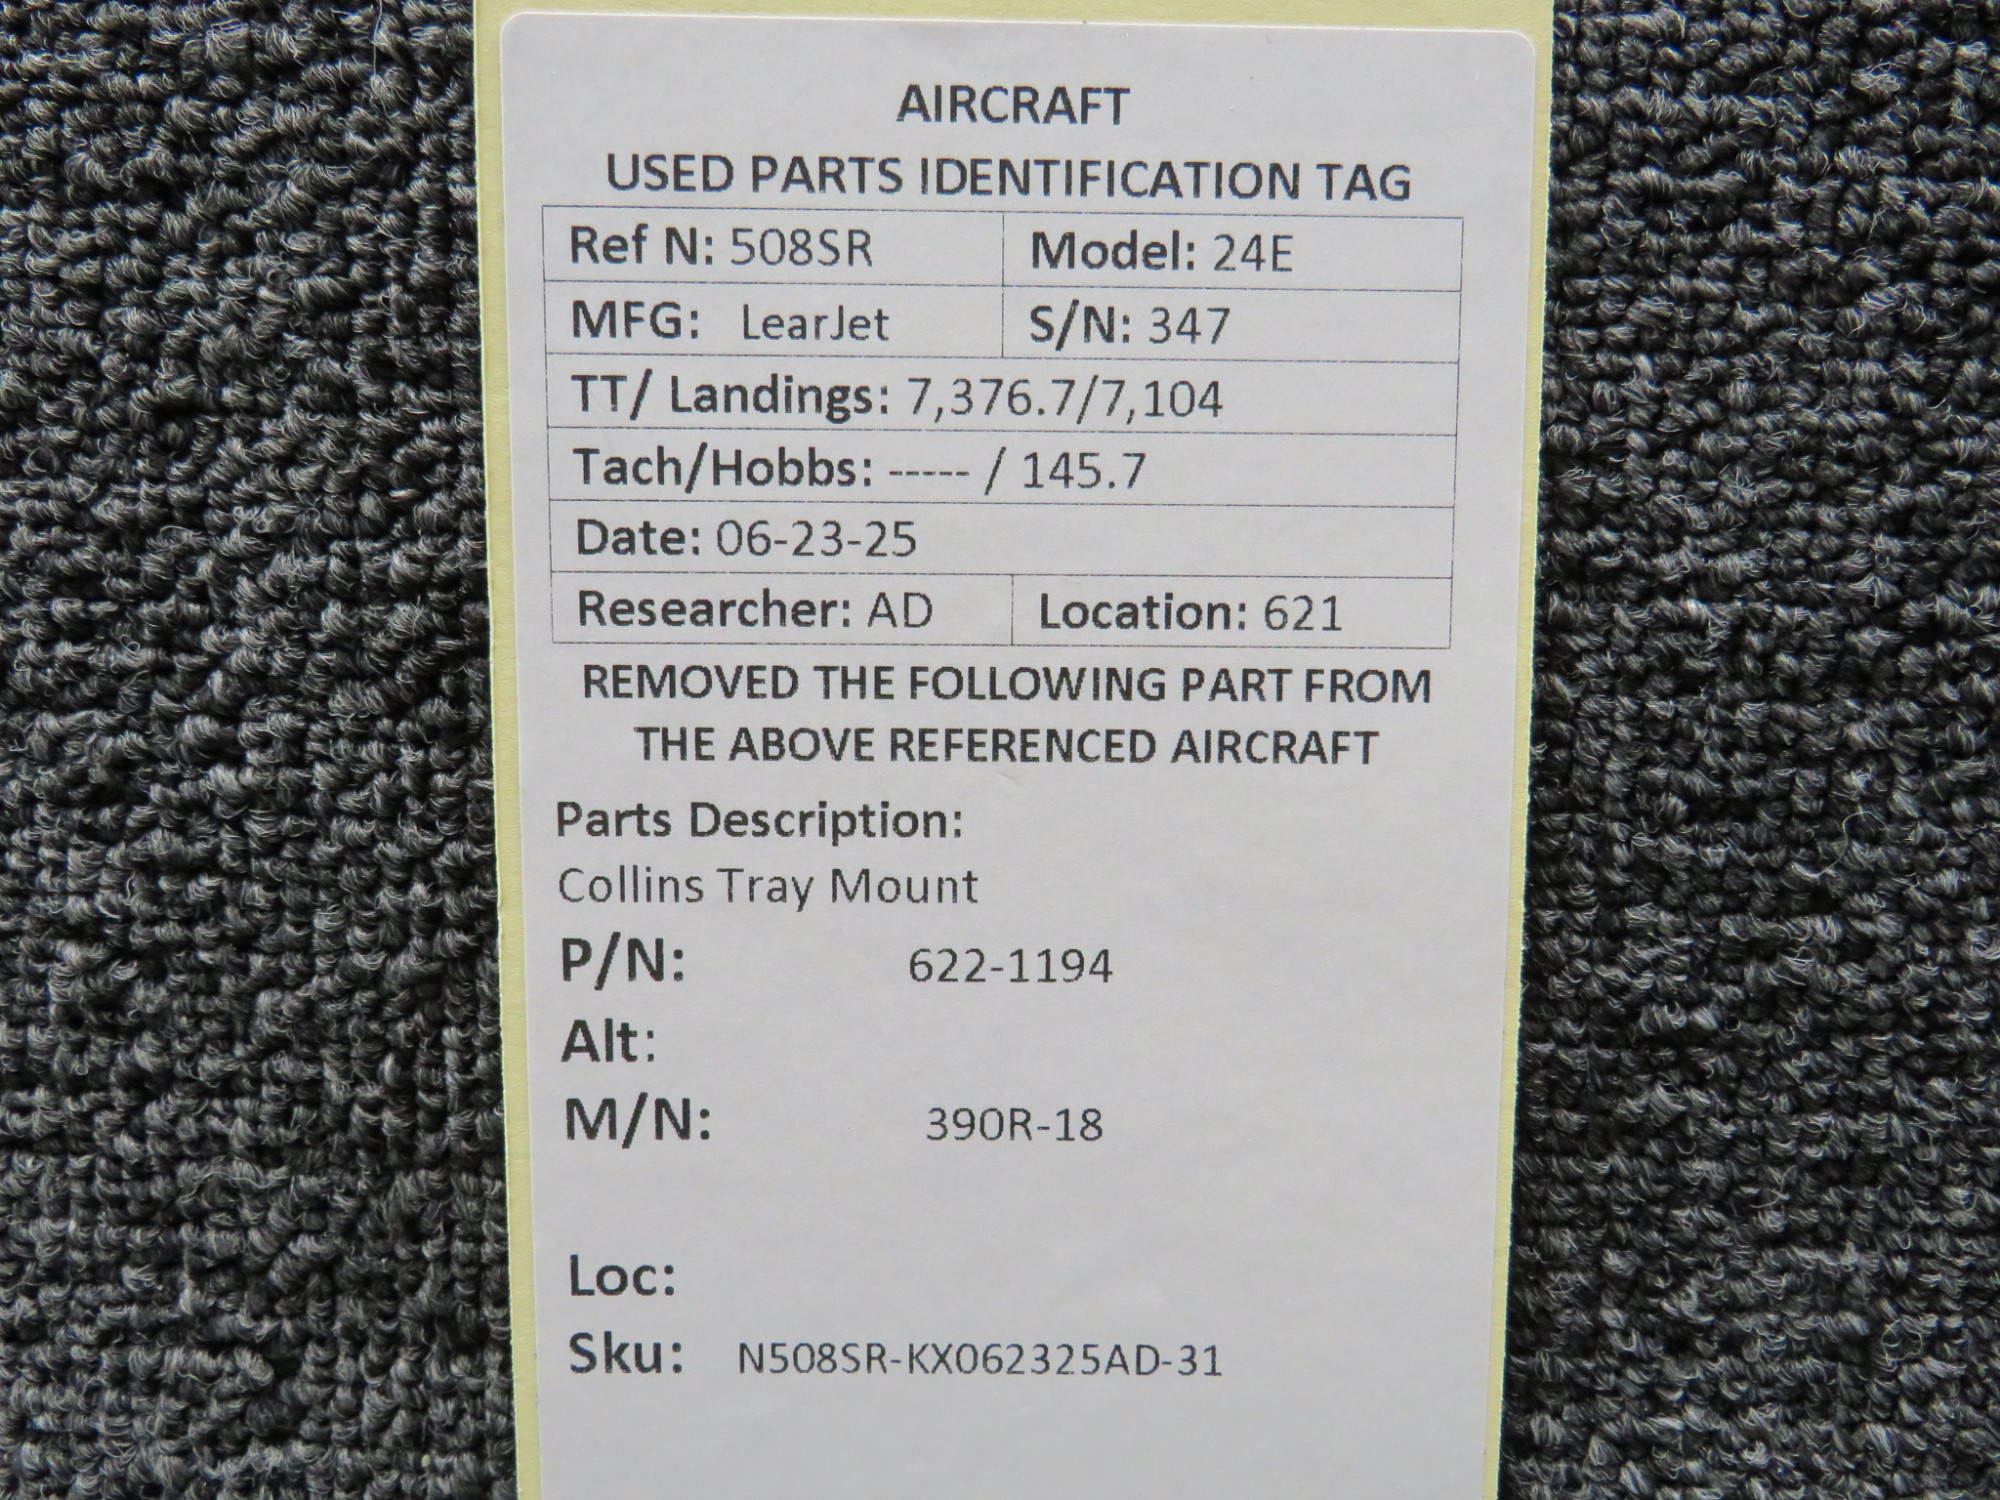 AIRCRAFT
USED PARTS IDENTIFICATION TAG
Ref N: 508SR Model: 24E
MFG: LearJet S/N: 347
TT/ Landings: 7,376.7/7,104
Tach/Hobbs: ----- / 145.7
Date: 06-23-25
Researcher: AD Location: 621
REMOVED THE FOLLOWING PART FROM
THE ABOVE REFERENCED AIRCRAFT
Parts Description:
Collins Tray Mount
P/N: 622-1194
Alt:
M/N: 390R-18
Loc:
Sku: N508SR-KX062325AD-31